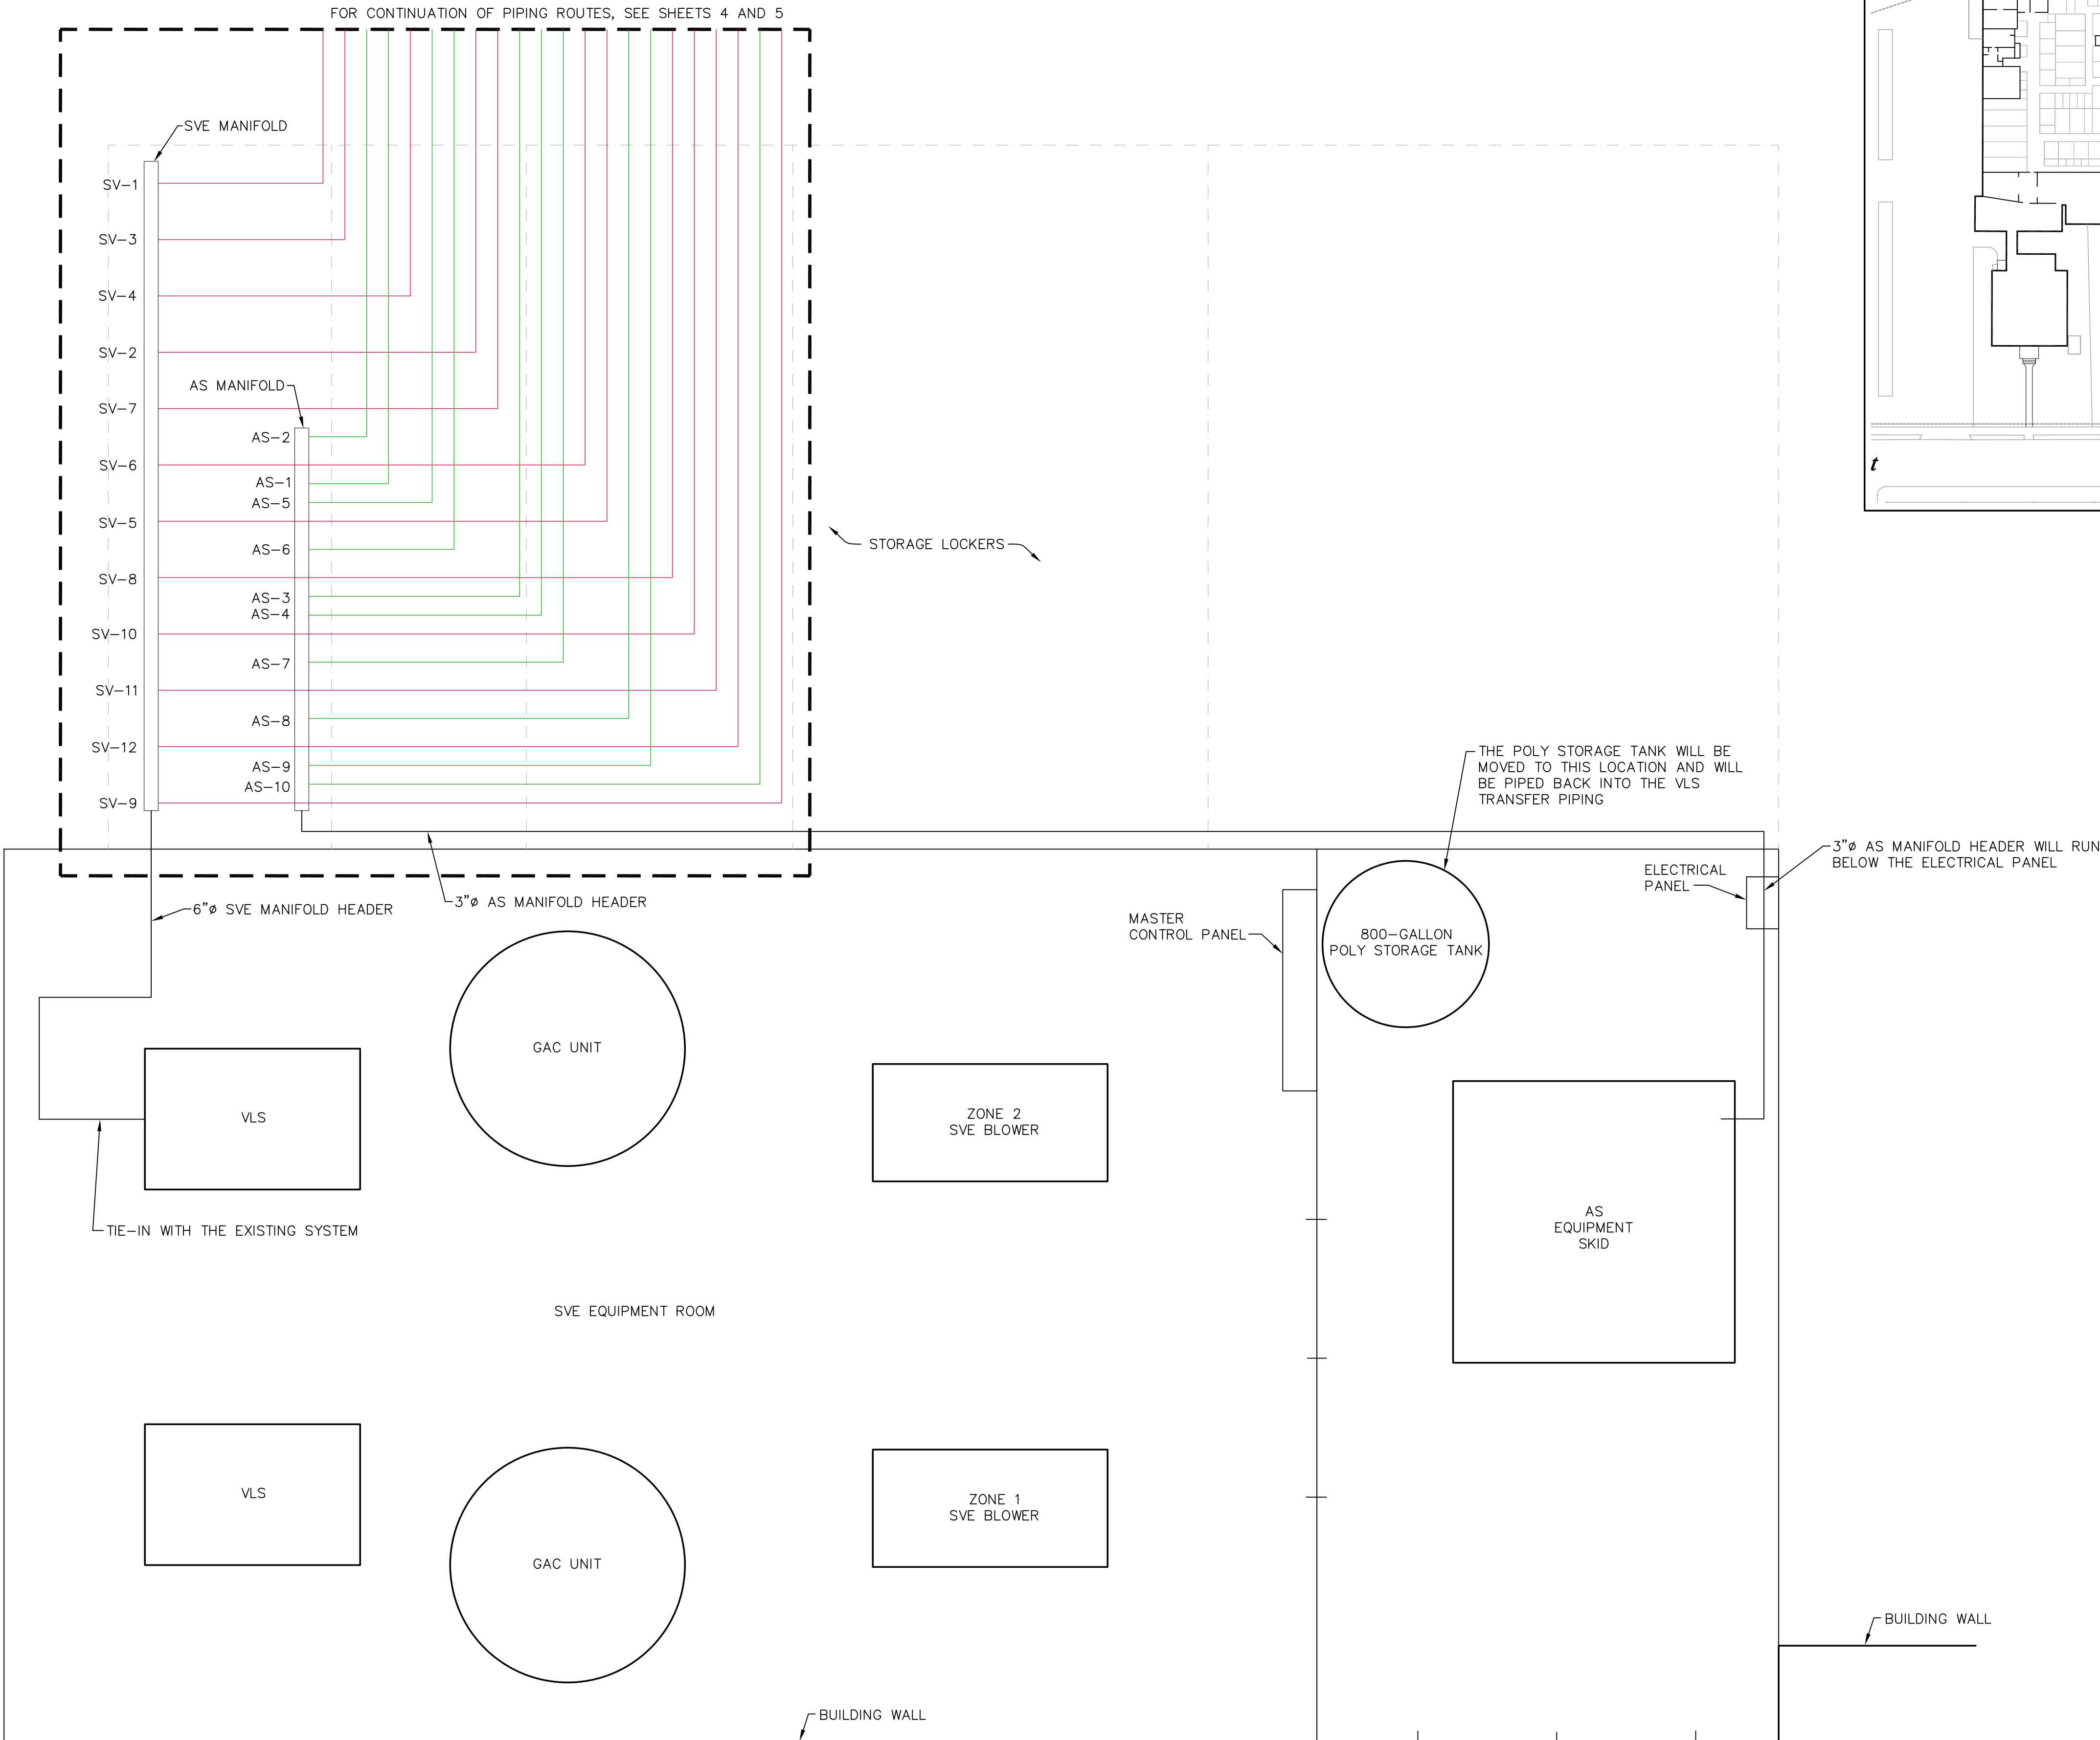 FOR CONTINUATION OF PIPING ROUTES, SEE SHEETS 4 AND 5
SVE MANIFOLD
SV-1
SV-3
SV-4
SV-2
AS MANIFOLD
SV-7
AS-2
SV-6
AS-1
AS-5
SV-5
AS-6
SV-8
AS-3
AS-4
SV-10
AS-7
SV-11
AS-8
SV-12
AS-9
AS-10
SV-9
STORAGE LOCKERS
t
THE POLY STORAGE TANK WILL BE
MOVED TO THIS LOCATION AND WILL
BE PIPED BACK INTO THE VLS
TRANSFER PIPING
3"ø AS MANIFOLD HEADER WILL RUN
BELOW THE ELECTRICAL PANEL
ELECTRICAL
PANEL
6"ø SVE MANIFOLD HEADER
3"ø AS MANIFOLD HEADER
MASTER
CONTROL PANEL
800-GALLON
POLY STORAGE TANK
GAC UNIT
VLS
ZONE 2
SVE BLOWER
AS
EQUIPMENT
SKID
TIE-IN WITH THE EXISTING SYSTEM
SVE EQUIPMENT ROOM
VLS
GAC UNIT
ZONE 1
SVE BLOWER
BUILDING WALL
BUILDING WALL